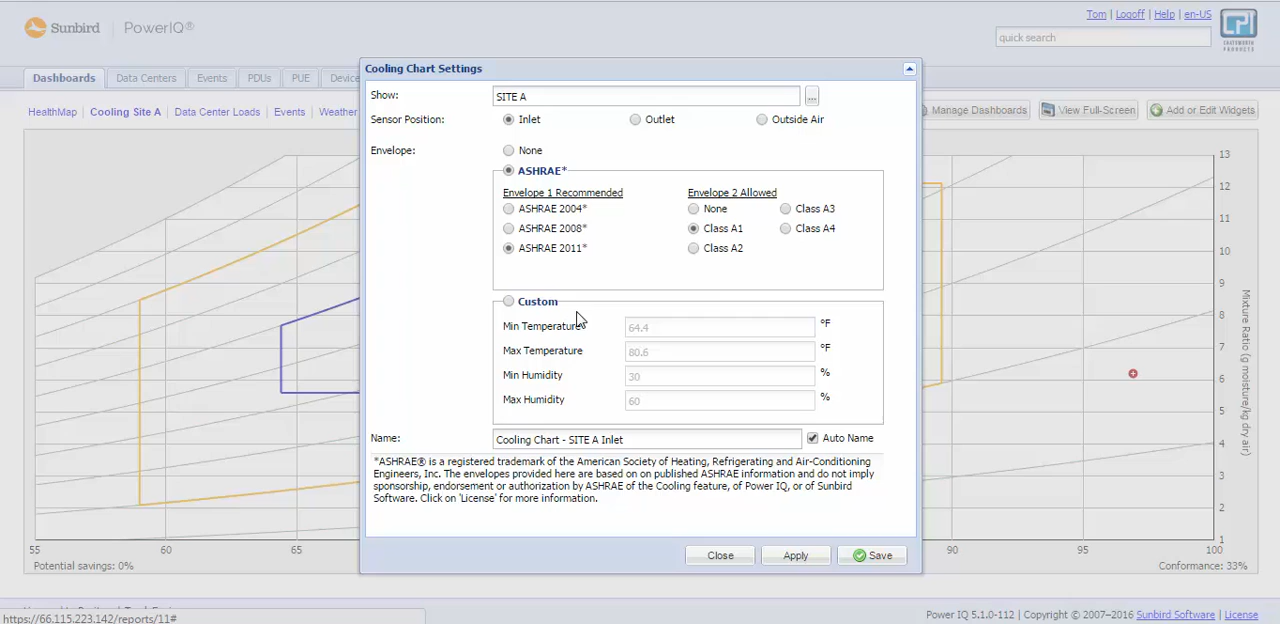 Sunbird PowerIQ®
Tom | Logoff | Help | en-US
quick search
CPI
CHATSWORTH
PRODUCTS
Dashboards Data Centers Events PDUs PUE Device
HealthMap | Cooling Site A | Data Center Loads | Events | Weather
Manage Dashboards View Full-Screen Add or Edit Widgets
Cooling Chart Settings
Show: SITE A ...
Sensor Position: Inlet Outlet Outside Air
Envelope: None
ASHRAE*
Envelope 1 Recommended Envelope 2 Allowed
ASHRAE 2004* None Class A3
ASHRAE 2008* Class A1 Class A4
ASHRAE 2011* Class A2
Custom
Min Temperature 64.4 °F
Max Temperature 80.6 °F
Min Humidity 30 %
Max Humidity 60 %
Name: Cooling Chart - SITE A Inlet Auto Name
*ASHRAE® is a registered trademark of the American Society of Heating, Refrigerating and Air-Conditioning
Engineers, Inc. The envelopes provided here are based on published ASHRAE information and do not imply
sponsorship, endorsement or authorization by ASHRAE of the Cooling feature, of Power IQ, or of Sunbird
Software. Click on 'License' for more information.
Close Apply Save
13
12
11
10
9
8
7
6
5
4
3
2
1
Mixture Ratio (g moisture/kg dry air)
55 60 65 90 95 100
Potential savings: 0% Conformance: 33%
https://66.115.223.142/reports/11#
Power IQ 5.1.0-112 | Copyright © 2007–2016 Sunbird Software | License